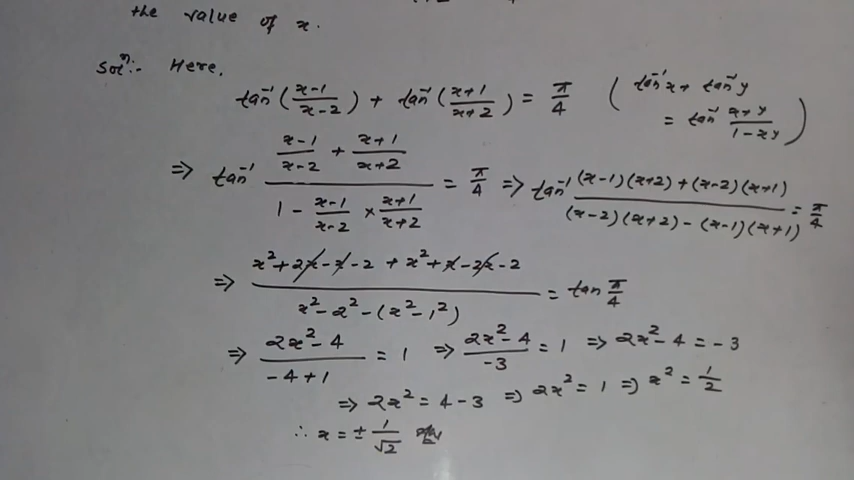 the value of x.
Solⁿ:- Here,
tan⁻¹(x-1/x-2) + tan⁻¹(x+1/x+2) = π/4 (tan⁻¹x + tan⁻¹y
= tan⁻¹ x+y/1-xy)
⇒ tan⁻¹ (x-1/x-2 + x+1/x+2)/(1 - x-1/x-2 × x+1/x+2) = π/4 ⇒ tan⁻¹ (x-1)(x+2)+(x-2)(x+1)/(x-2)(x+2)-(x-1)(x+1) = π/4
⇒ x²+2x-x-2 + x²+x-2x-2/x²-2²-(x²-1²) = tan π/4
⇒ 2x²-4/-4+1 = 1 ⇒ 2x²-4/-3 = 1 ⇒ 2x²-4 = -3
⇒ 2x² = 4-3 ⇒ 2x² = 1 ⇒ x² = 1/2
∴ x = ± 1/√2